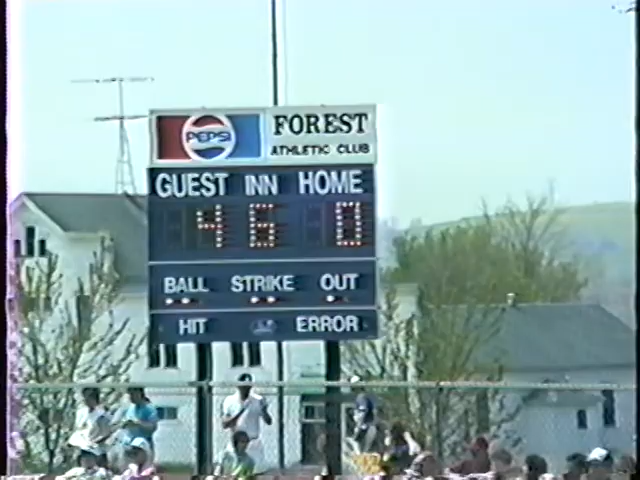 PEPSI
FOREST
ATHLETIC CLUB
GUEST INN HOME
4 6 0
BALL STRIKE OUT
HIT ERROR